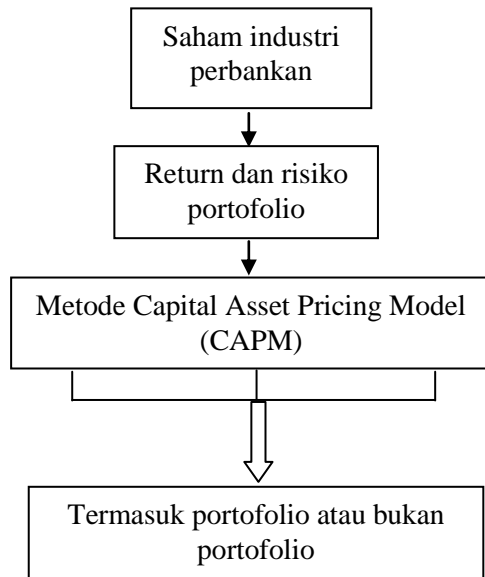 Saham industri
perbankan
Return dan risiko
portofolio
Metode Capital Asset Pricing Model
(CAPM)
Termasuk portofolio atau bukan
portofolio